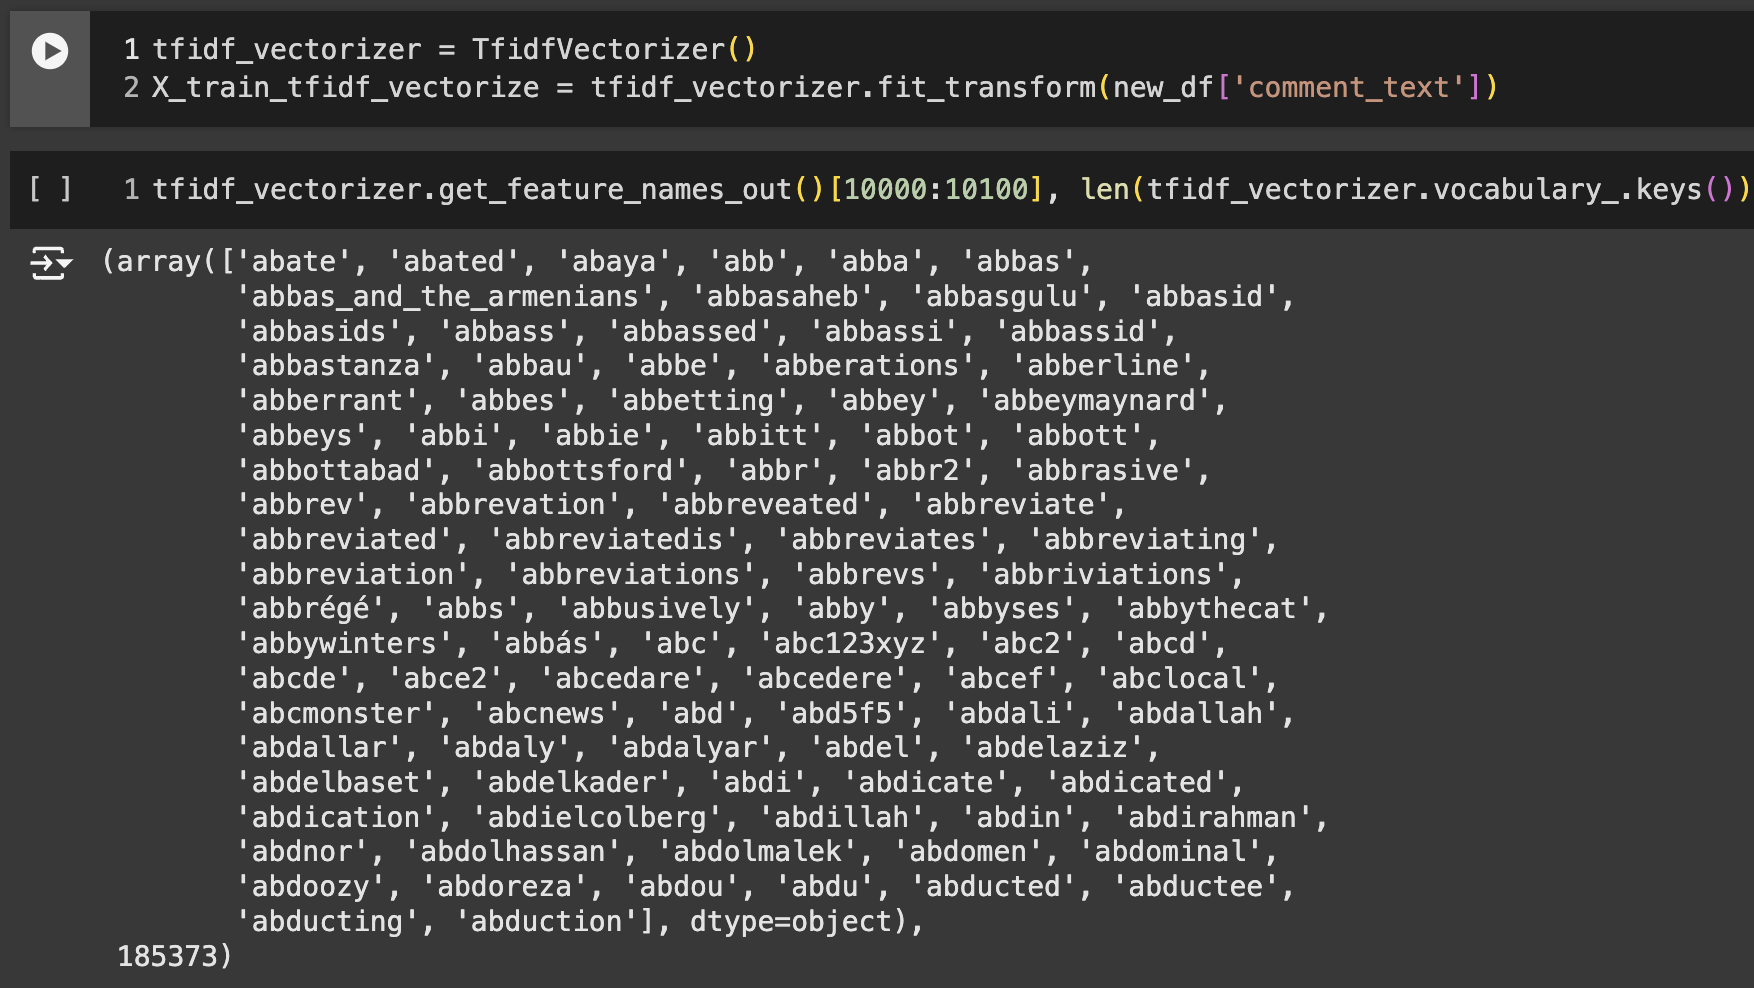 1 tfidf_vectorizer = TfidfVectorizer()
2 X_train_tfidf_vectorize = tfidf_vectorizer.fit_transform(new_df['comment_text'])
[ ] 1 tfidf_vectorizer.get_feature_names_out()[10000:10100], len(tfidf_vectorizer.vocabulary_.keys())
(array(['abate', 'abated', 'abaya', 'abb', 'abba', 'abbas',
'abbas_and_the_armenians', 'abbasaheb', 'abbasgulu', 'abbasid',
'abbasids', 'abbass', 'abbassed', 'abbassi', 'abbassid',
'abbastanza', 'abbau', 'abbe', 'abberations', 'abberline',
'abberrant', 'abbes', 'abbetting', 'abbey', 'abbeymaynard',
'abbeys', 'abbi', 'abbie', 'abbitt', 'abbot', 'abbott',
'abbottabad', 'abbottsford', 'abbr', 'abbr2', 'abbrasive',
'abbrev', 'abbrevation', 'abbreveated', 'abbreviate',
'abbreviated', 'abbreviatedis', 'abbreviates', 'abbreviating',
'abbreviation', 'abbreviations', 'abbrevs', 'abbriviations',
'abbrégé', 'abbs', 'abbusively', 'abby', 'abbyses', 'abbythecat',
'abbywinters', 'abbás', 'abc', 'abc123xyz', 'abc2', 'abcd',
'abcde', 'abce2', 'abcedare', 'abcedere', 'abcef', 'abclocal',
'abcmonster', 'abcnews', 'abd', 'abd5f5', 'abdali', 'abdallah',
'abdallar', 'abdaly', 'abdalyar', 'abdel', 'abdelaziz',
'abdelbaset', 'abdelkader', 'abdi', 'abdicate', 'abdicated',
'abdication', 'abdielcolberg', 'abdillah', 'abdin', 'abdirahman',
'abdnor', 'abdolhassan', 'abdolmalek', 'abdomen', 'abdominal',
'abdoozy', 'abdoreza', 'abdou', 'abdu', 'abducted', 'abductee',
'abducting', 'abduction'], dtype=object),
185373)